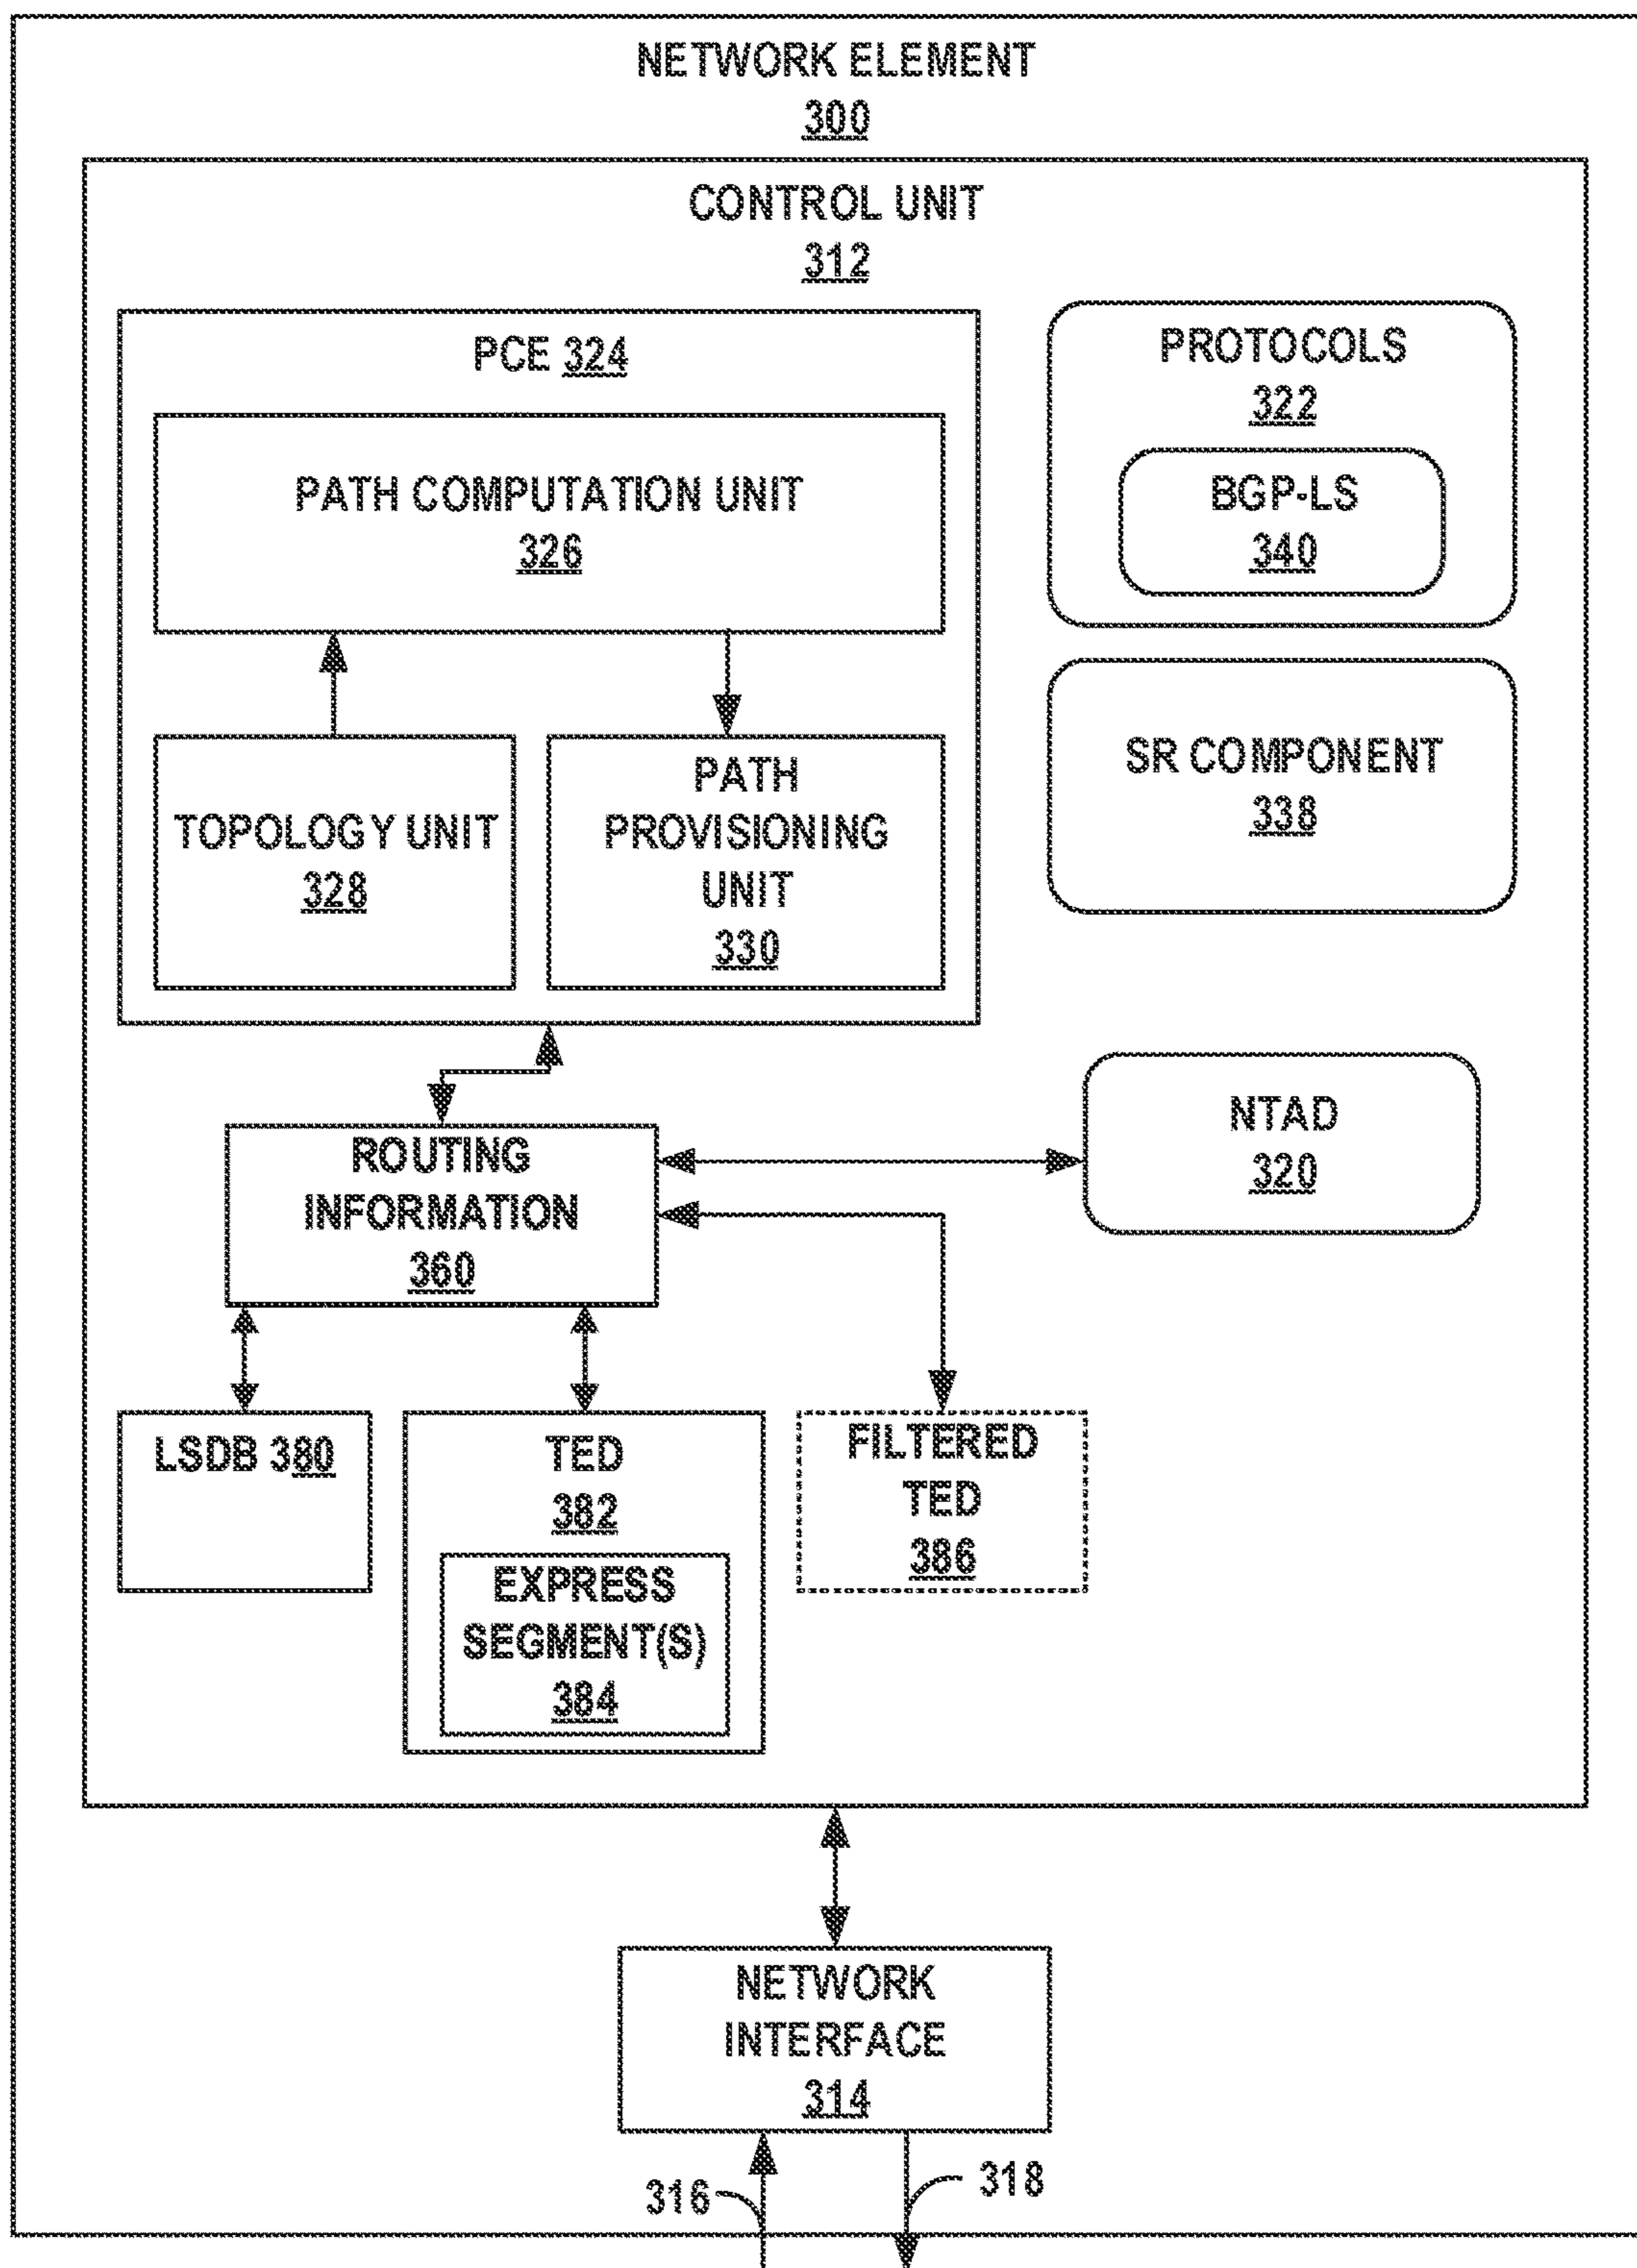 NETWORK ELEMENT
300
CONTROL UNIT
312
PCE 324
PATH COMPUTATION UNIT
326
TOPOLOGY UNIT
328
PATH
PROVISIONING
UNIT
330
PROTOCOLS
322
BGP-LS
340
SR COMPONENT
338
ROUTING
INFORMATION
360
NTAD
320
LSDB 380
TED
382
EXPRESS
SEGMENT(S)
384
FILTERED
TED
386
NETWORK
INTERFACE
314
316
318